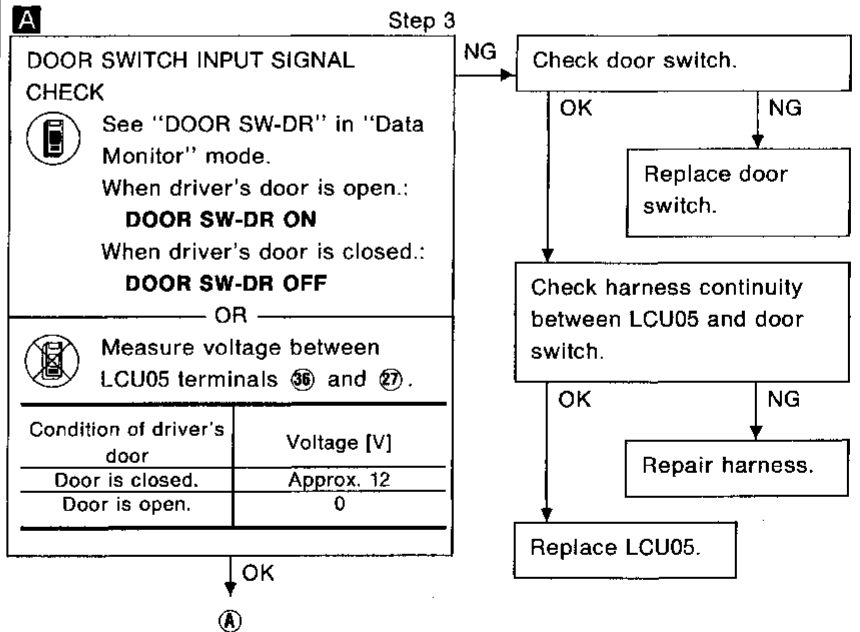 A
Step 3
DOOR SWITCH INPUT SIGNAL
CHECK
See "DOOR SW-DR" in "Data
Monitor" mode.
When driver's door is open.:
DOOR SW-DR ON
When driver's door is closed.:
DOOR SW-DR OFF
OR
Measure voltage between
LCU05 terminals 36 and 27.
Condition of driver's
door
Voltage [V]
Door is closed.
Approx. 12
Door is open.
0
OK
A
NG
Check door switch.
OK
NG
Replace door
switch.
Check harness continuity
between LCU05 and door
switch.
OK
NG
Repair harness.
Replace LCU05.